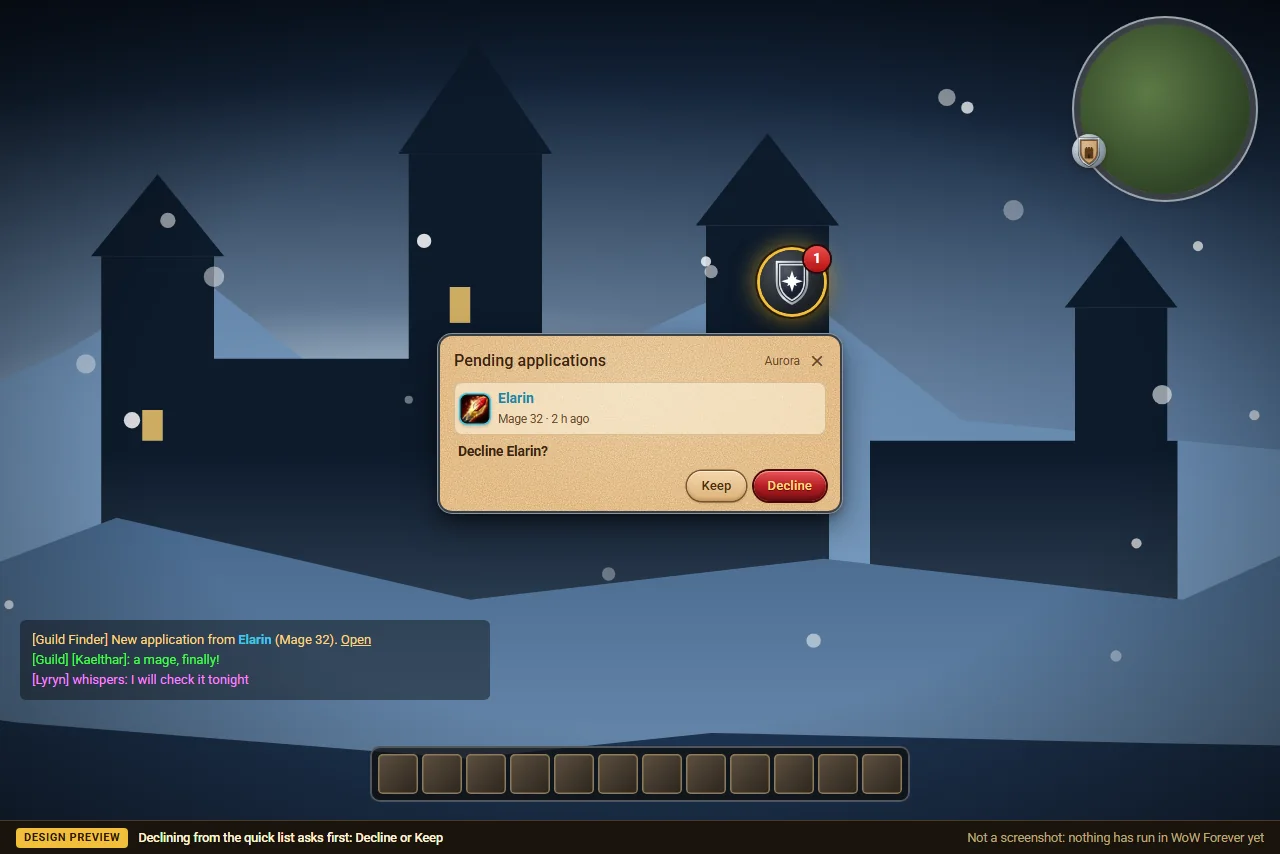 1
Pending applications
Aurora
Elarin
Mage 32 · 2 h ago
Decline Elarin?
Keep
Decline
[Guild Finder] New application from Elarin (Mage 32). Open
[Guild] [Kaelthar]: a mage, finally!
[Lyryn] whispers: I will check it tonight
DESIGN PREVIEW
Declining from the quick list asks first: Decline or Keep
Not a screenshot: nothing has run in WoW Forever yet